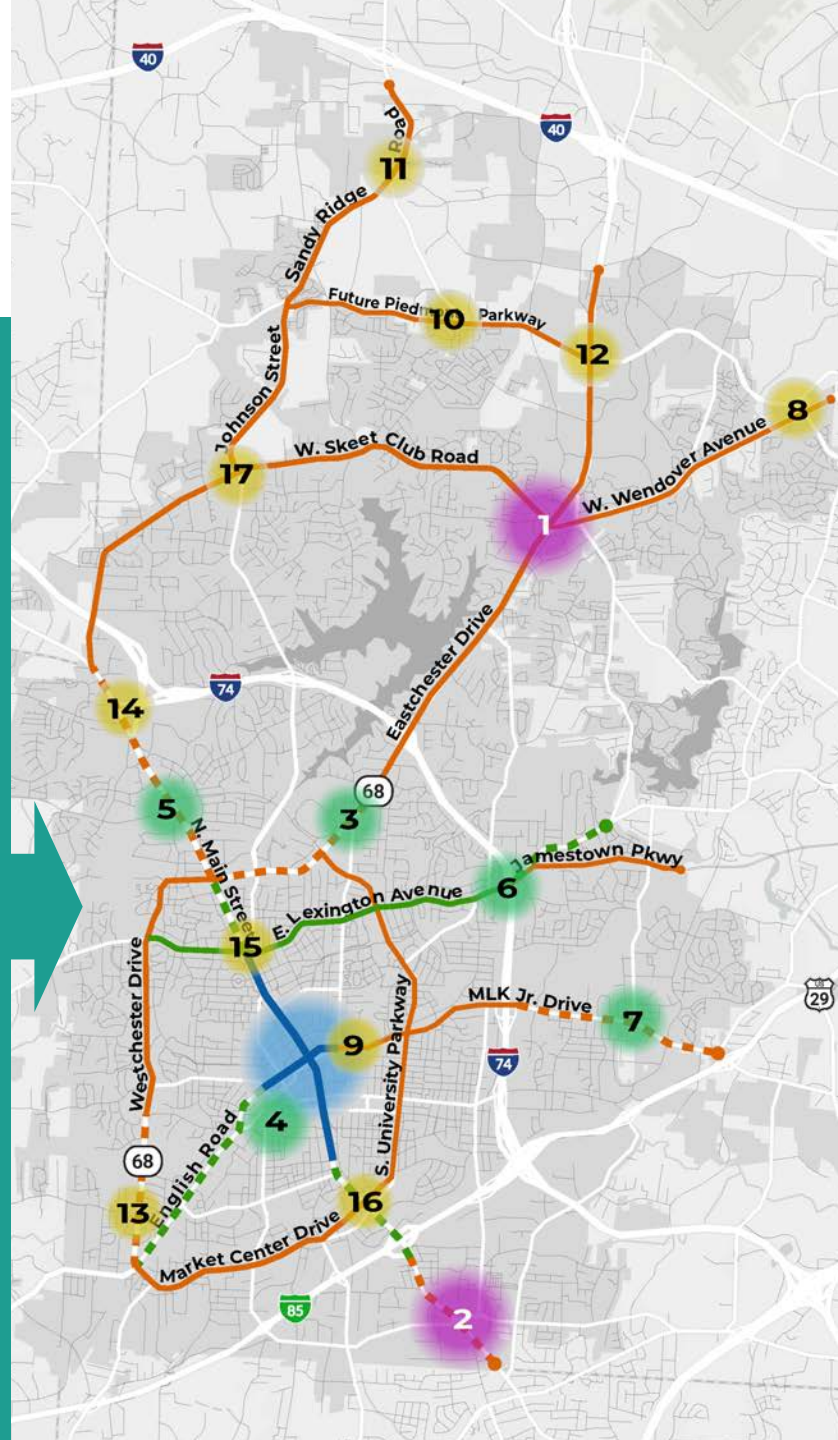 40
40
Road
11
Sandy Ridge
Future Piedmont Parkway
10
12
Johnson Street
8
W. Skeet Club Road
W. Wendover Avenue
17
1
Eastchester Drive
74
14
68
5
3
N. Main Street
Jamestown Pkwy
6
E. Lexington Avenue
15
Westchester Drive
29
MLK Jr. Drive
7
9
74
S. University Parkway
4
68
English Road
16
13
Market Center Drive
85
2